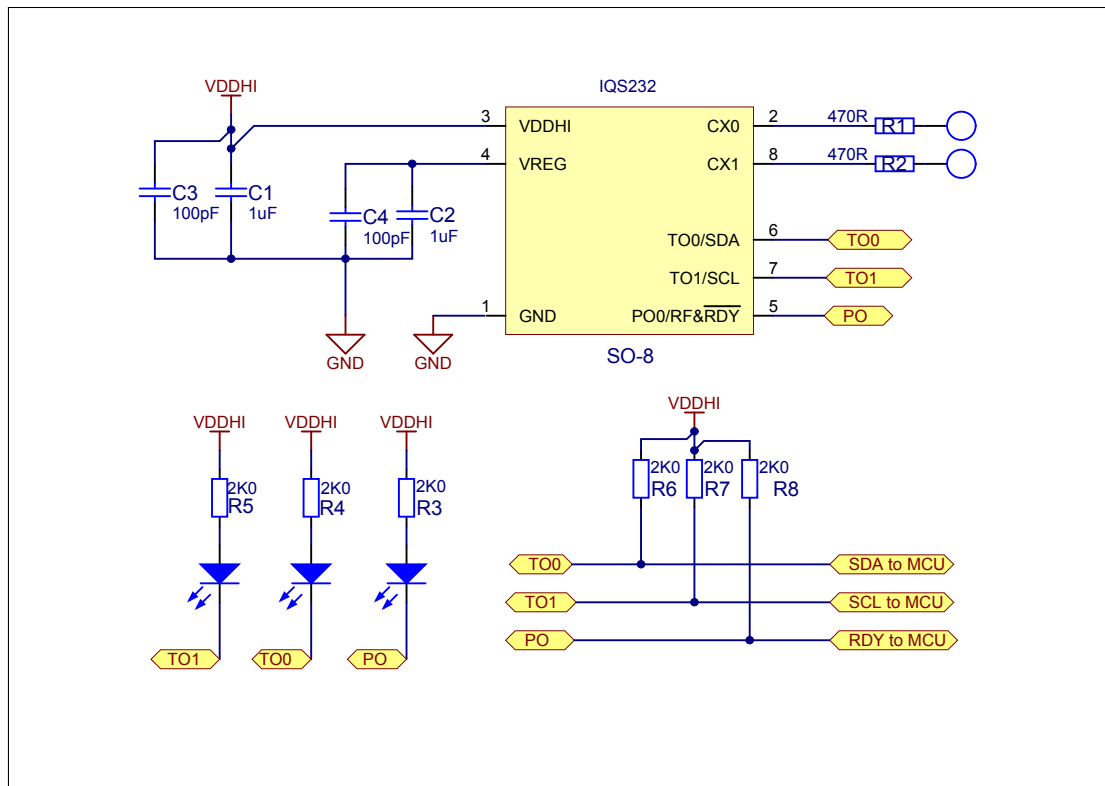 IQS232
VDDHI
3
VDDHI
CX0
2
470R
R1
4
VREG
CX1
8
470R
R2
C3
100pF
C1
1uF
C4
100pF
C2
1uF
TO0/SDA
6
TO0
TO1/SCL
7
TO1
1
GND
PO0/RF&RDY
5
PO
SO-8
GND
GND
VDDHI
VDDHI
VDDHI
2K0
R5
2K0
R4
2K0
R3
TO1
TO0
PO
VDDHI
2K0
R6
2K0
R7
2K0
R8
TO0
SDA to MCU
TO1
SCL to MCU
PO
RDY to MCU